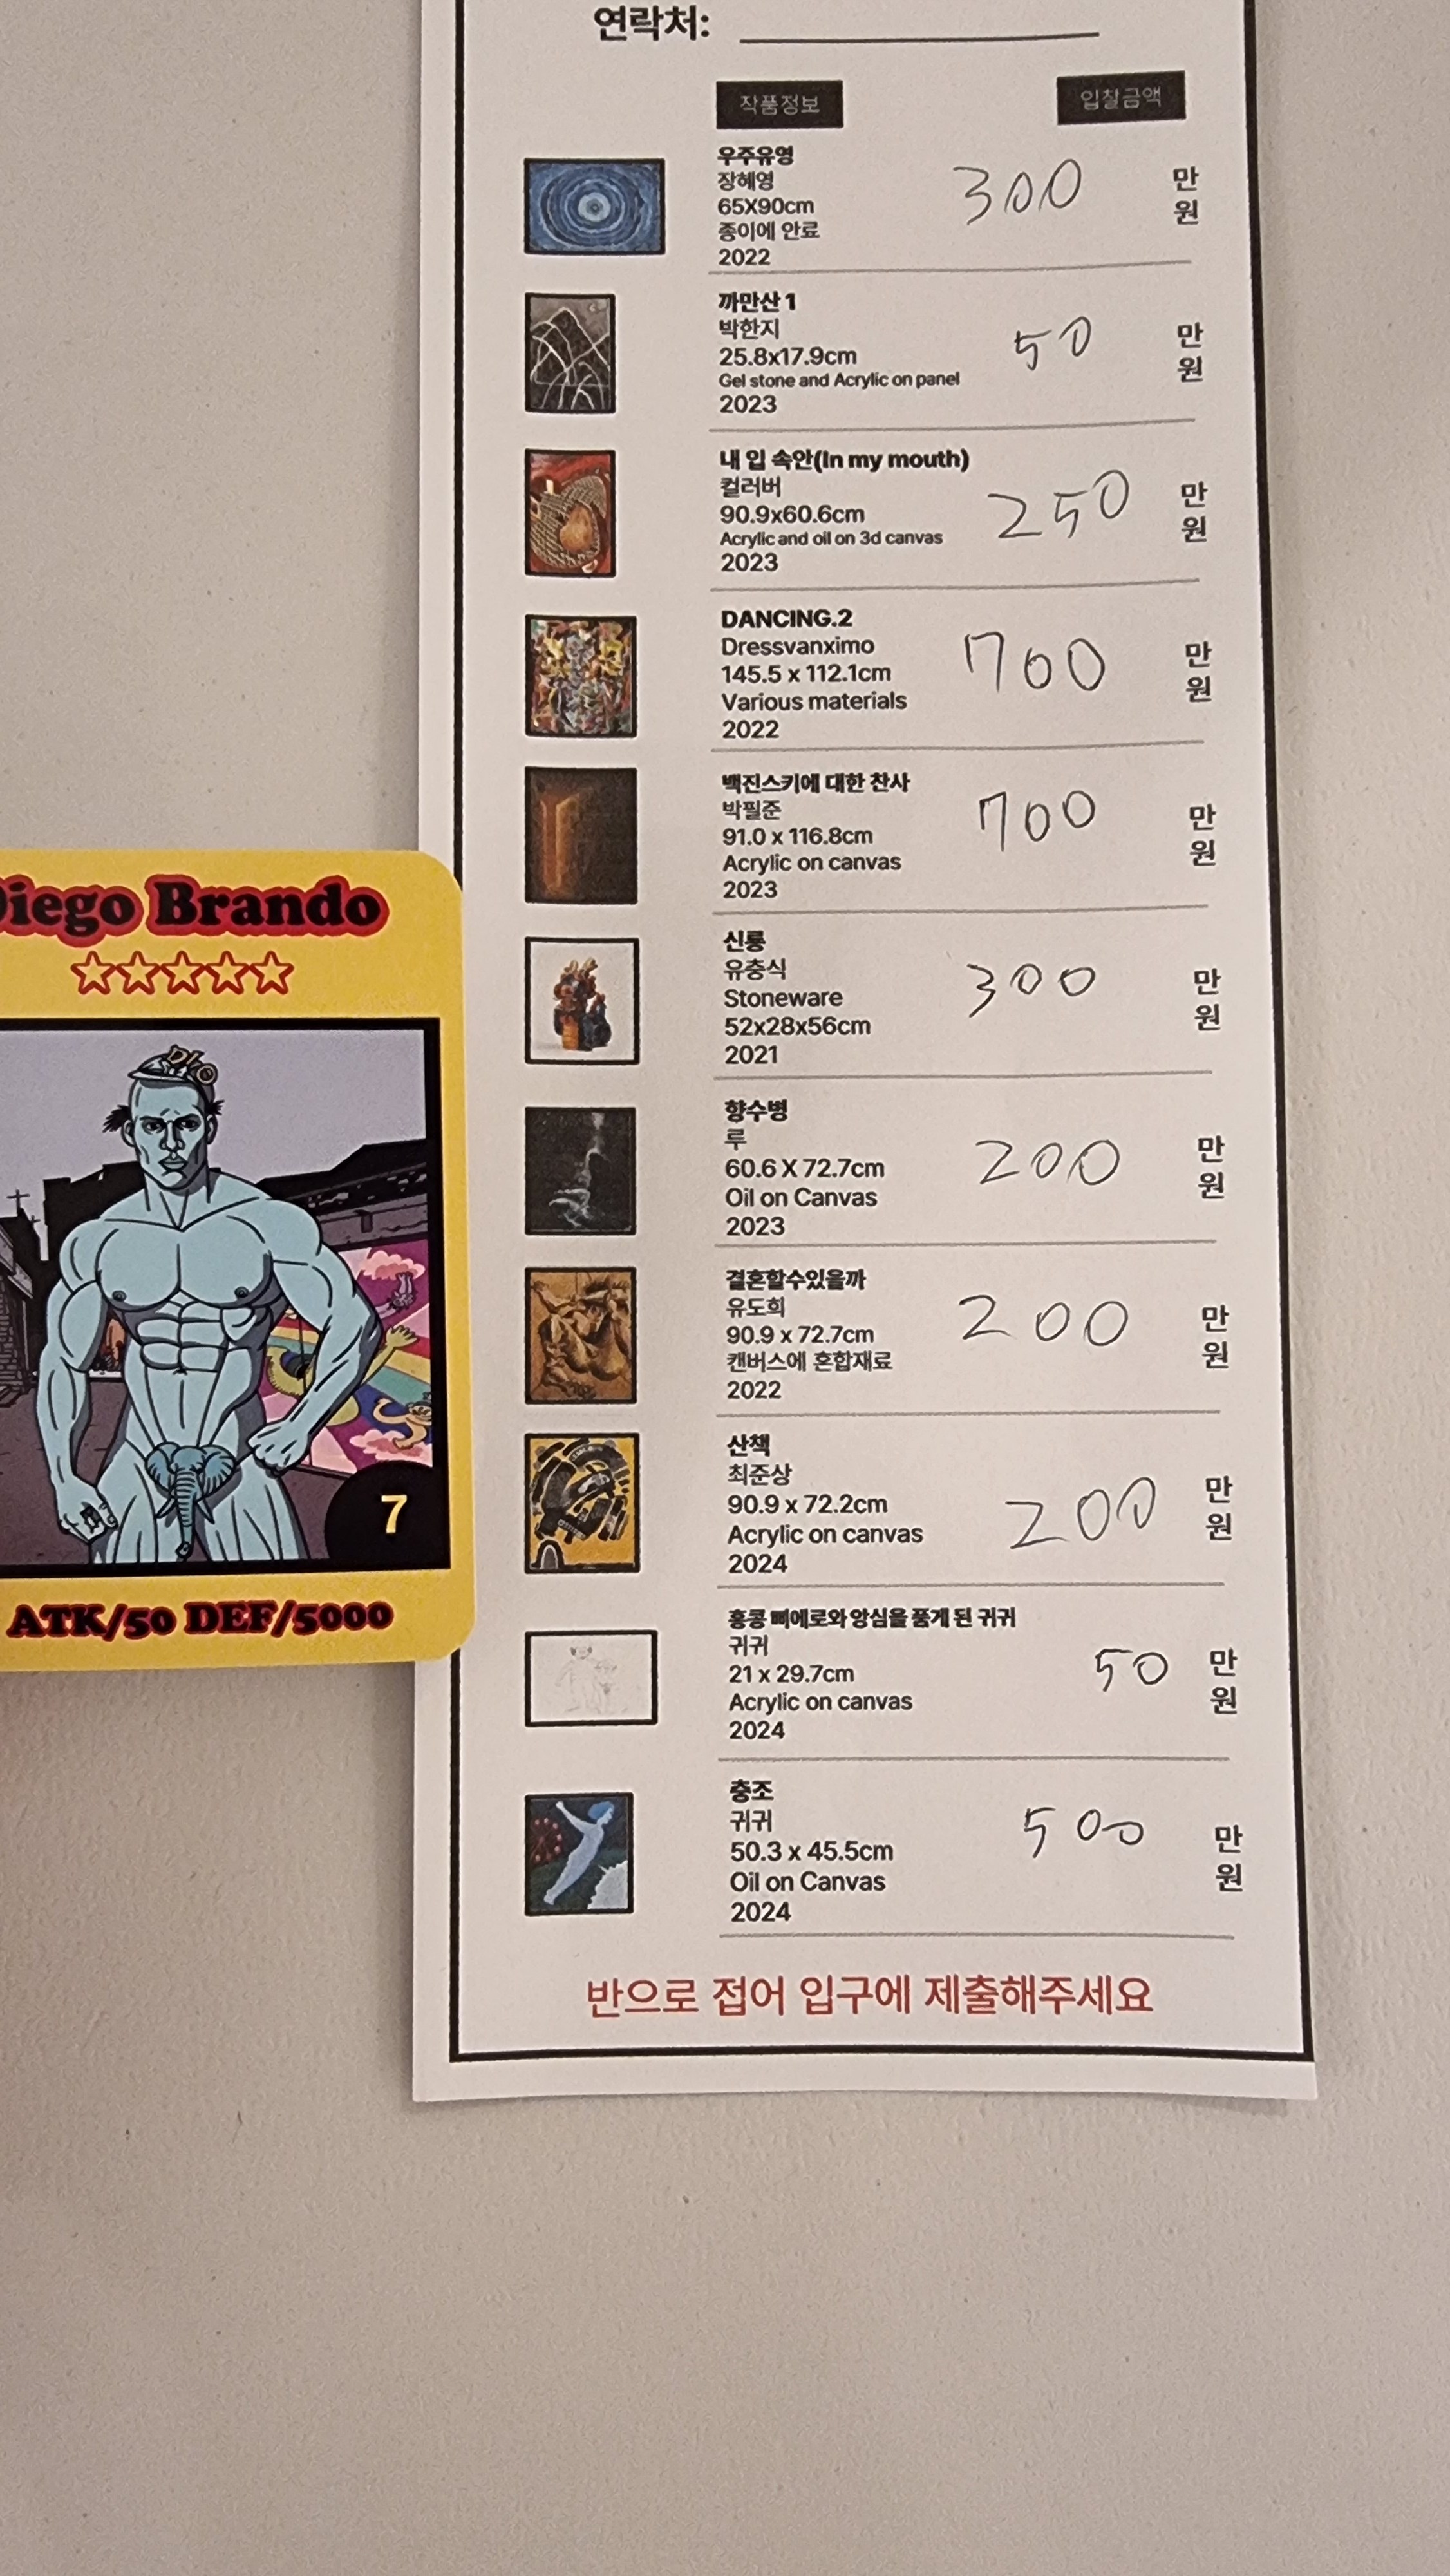 연락처:
작품정보
입찰금액
우주유영
장혜영
65X90cm
종이에 안료
2022
300
만
원
까만산 1
박한지
25.8x17.9cm
Gel stone and Acrylic on panel
2023
50
만
원
내 입 속안(In my mouth)
컬러버
90.9x60.6cm
Acrylic and oil on 3d canvas
2023
250
만
원
DANCING.2
Dressvanximo
145.5 x 112.1cm
Various materials
2022
700
만
원
백진스키에 대한 찬사
박필준
91.0 x 116.8cm
Acrylic on canvas
2023
700
만
원
신룡
유충식
Stoneware
52x28x56cm
2021
300
만
원
향수병
루
60.6 X 72.7cm
Oil on Canvas
2023
200
만
원
결혼할수있을까
유도희
90.9 x 72.7cm
캔버스에 혼합재료
2022
200
만
원
산책
최준상
90.9 x 72.2cm
Acrylic on canvas
2024
200
만
원
홍콩 삐에로와 앙심을 품게 된 귀귀
귀귀
21 x 29.7cm
Acrylic on canvas
2024
50
만
원
충조
귀귀
50.3 x 45.5cm
Oil on Canvas
2024
500
만
원
반으로 접어 입구에 제출해주세요
Diego Brando
DIO
7
ATK/50 DEF/5000